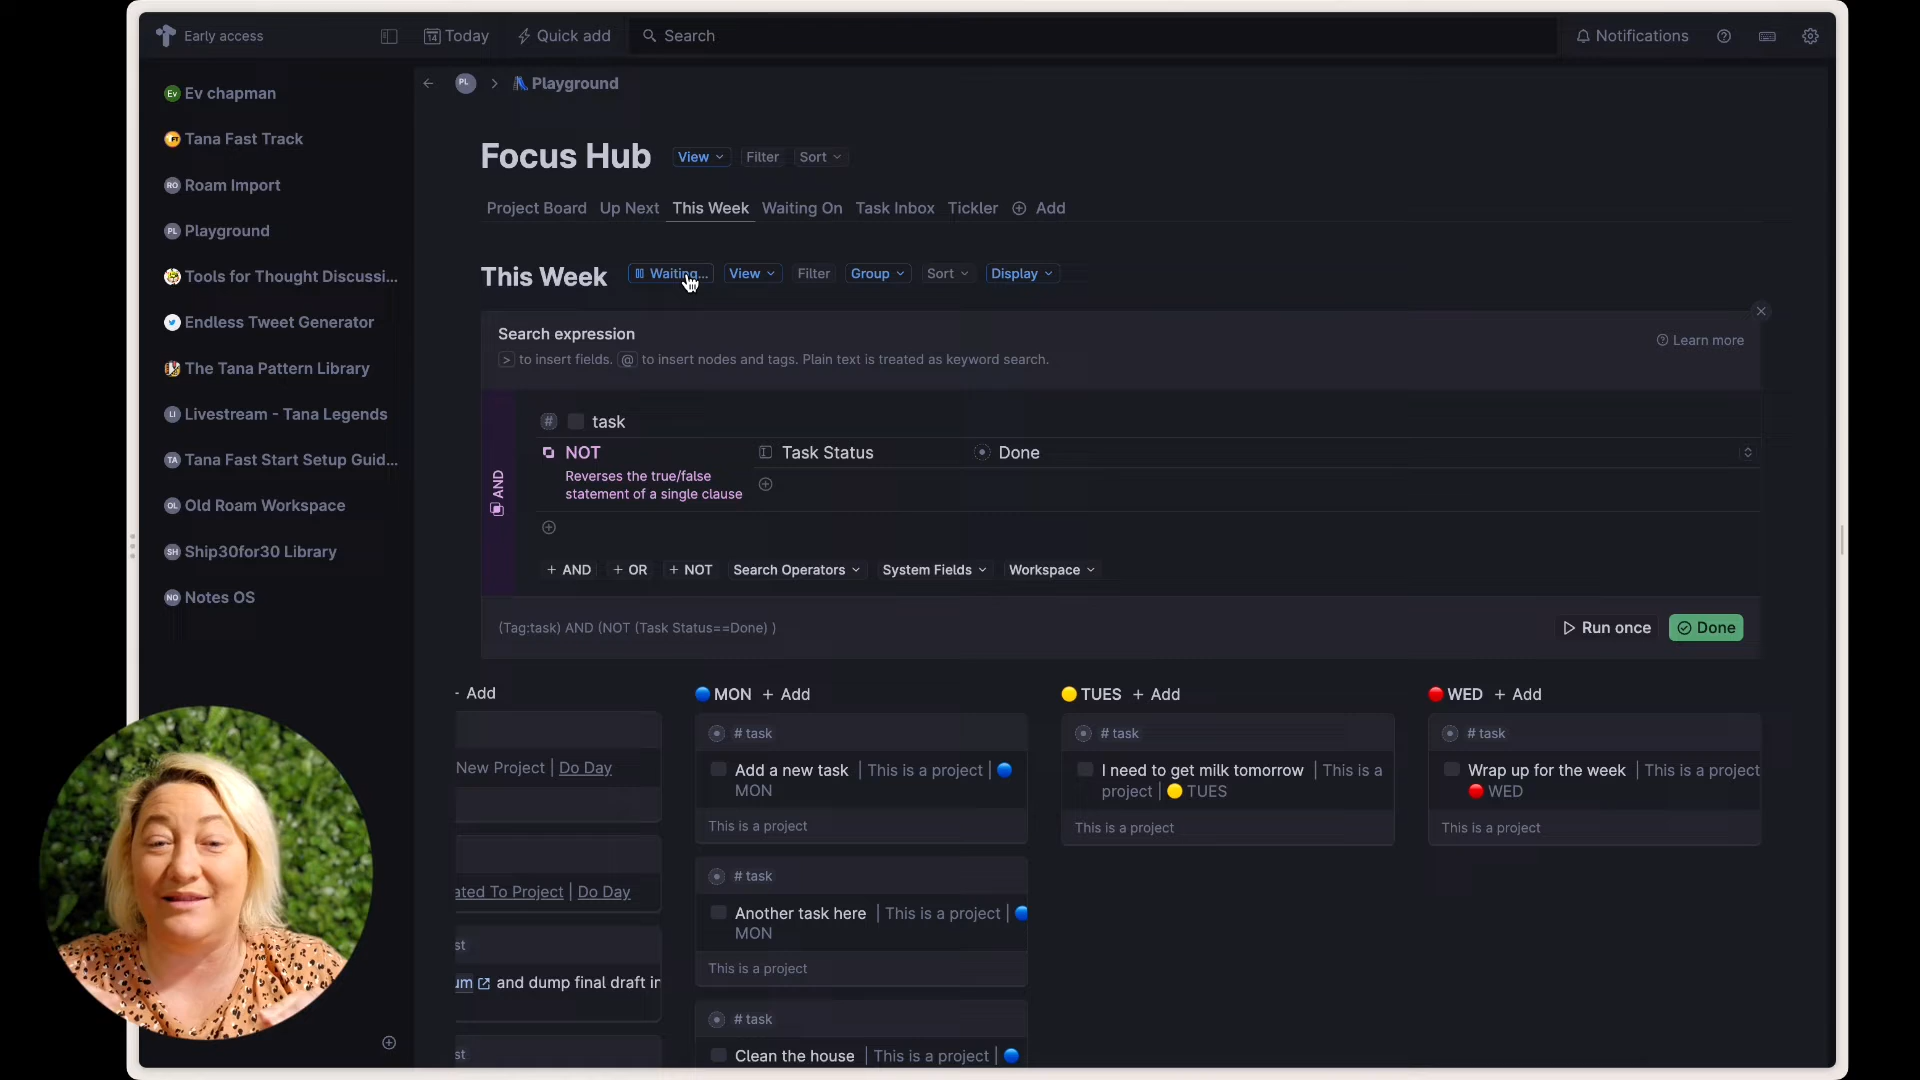 Early access
Today
Quick add
Search
Notifications
Ev chapman
Tana Fast Track
Roam Import
Playground
Tools for Thought Discussi...
Endless Tweet Generator
The Tana Pattern Library
Livestream - Tana Legends
Tana Fast Start Setup Guid...
Old Roam Workspace
Ship30for30 Library
Notes OS
PL > Playground
Focus Hub View Filter Sort
Project Board Up Next This Week Waiting On Task Inbox Tickler Add
This Week Waiting... View Filter Group Sort Display
Search expression
> to insert fields. @ to insert nodes and tags. Plain text is treated as keyword search.
Learn more
AND
# task
NOT Task Status Done
Reverses the true/false
statement of a single clause
+ AND + OR + NOT Search Operators System Fields Workspace
(Tag:task) AND (NOT (Task Status==Done) )
Run once Done
Add
New Project | Do Day
ated To Project | Do Day
st
um and dump final draft in
st
MON + Add
# task
Add a new task | This is a project |
MON
This is a project
# task
Another task here | This is a project |
MON
This is a project
# task
Clean the house | This is a project |
TUES + Add
# task
I need to get milk tomorrow | This is a
project | TUES
This is a project
WED + Add
# task
Wrap up for the week | This is a project
WED
This is a project